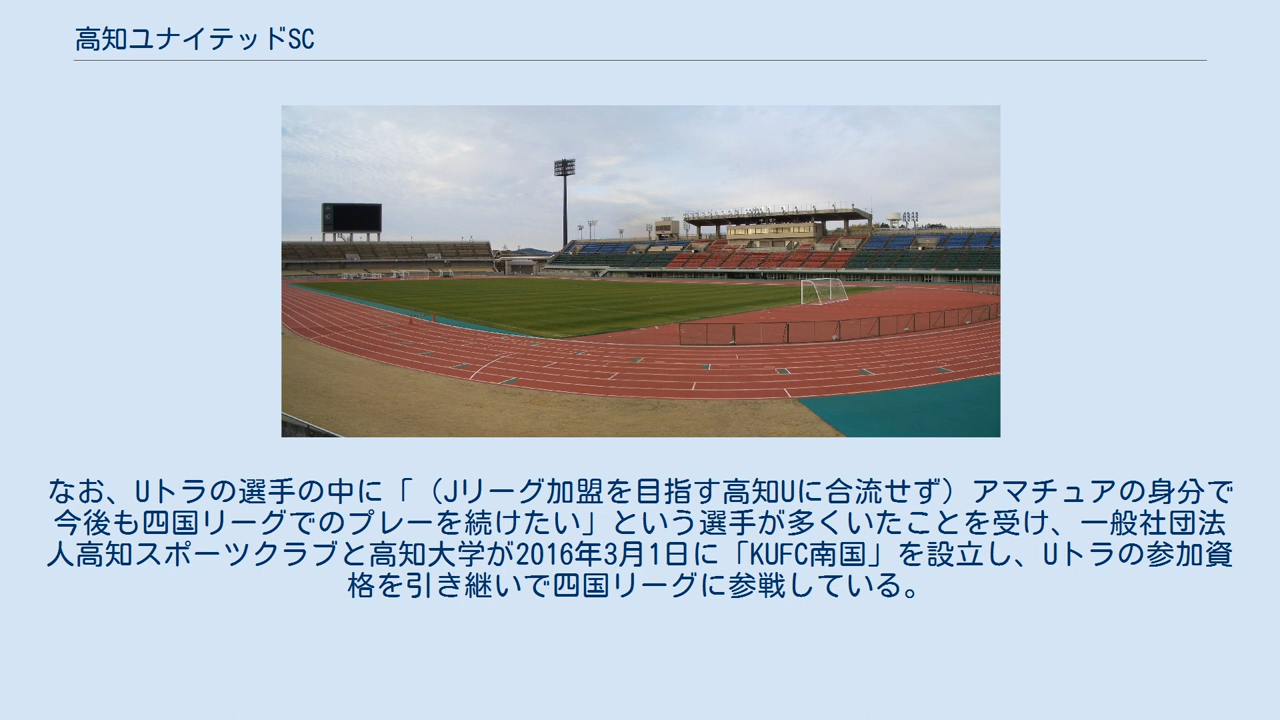 高知ユナイテッドSC
なお、Uトラの選手の中に「（Jリーグ加盟を目指す高知Uに合流せず）アマチュアの身分で
今後も四国リーグでのプレーを続けたい」という選手が多くいたことを受け、一般社団法
人高知スポーツクラブと高知大学が2016年3月1日に「KUFC南国」を設立し、Uトラの参加資
格を引き継いで四国リーグに参戦している。